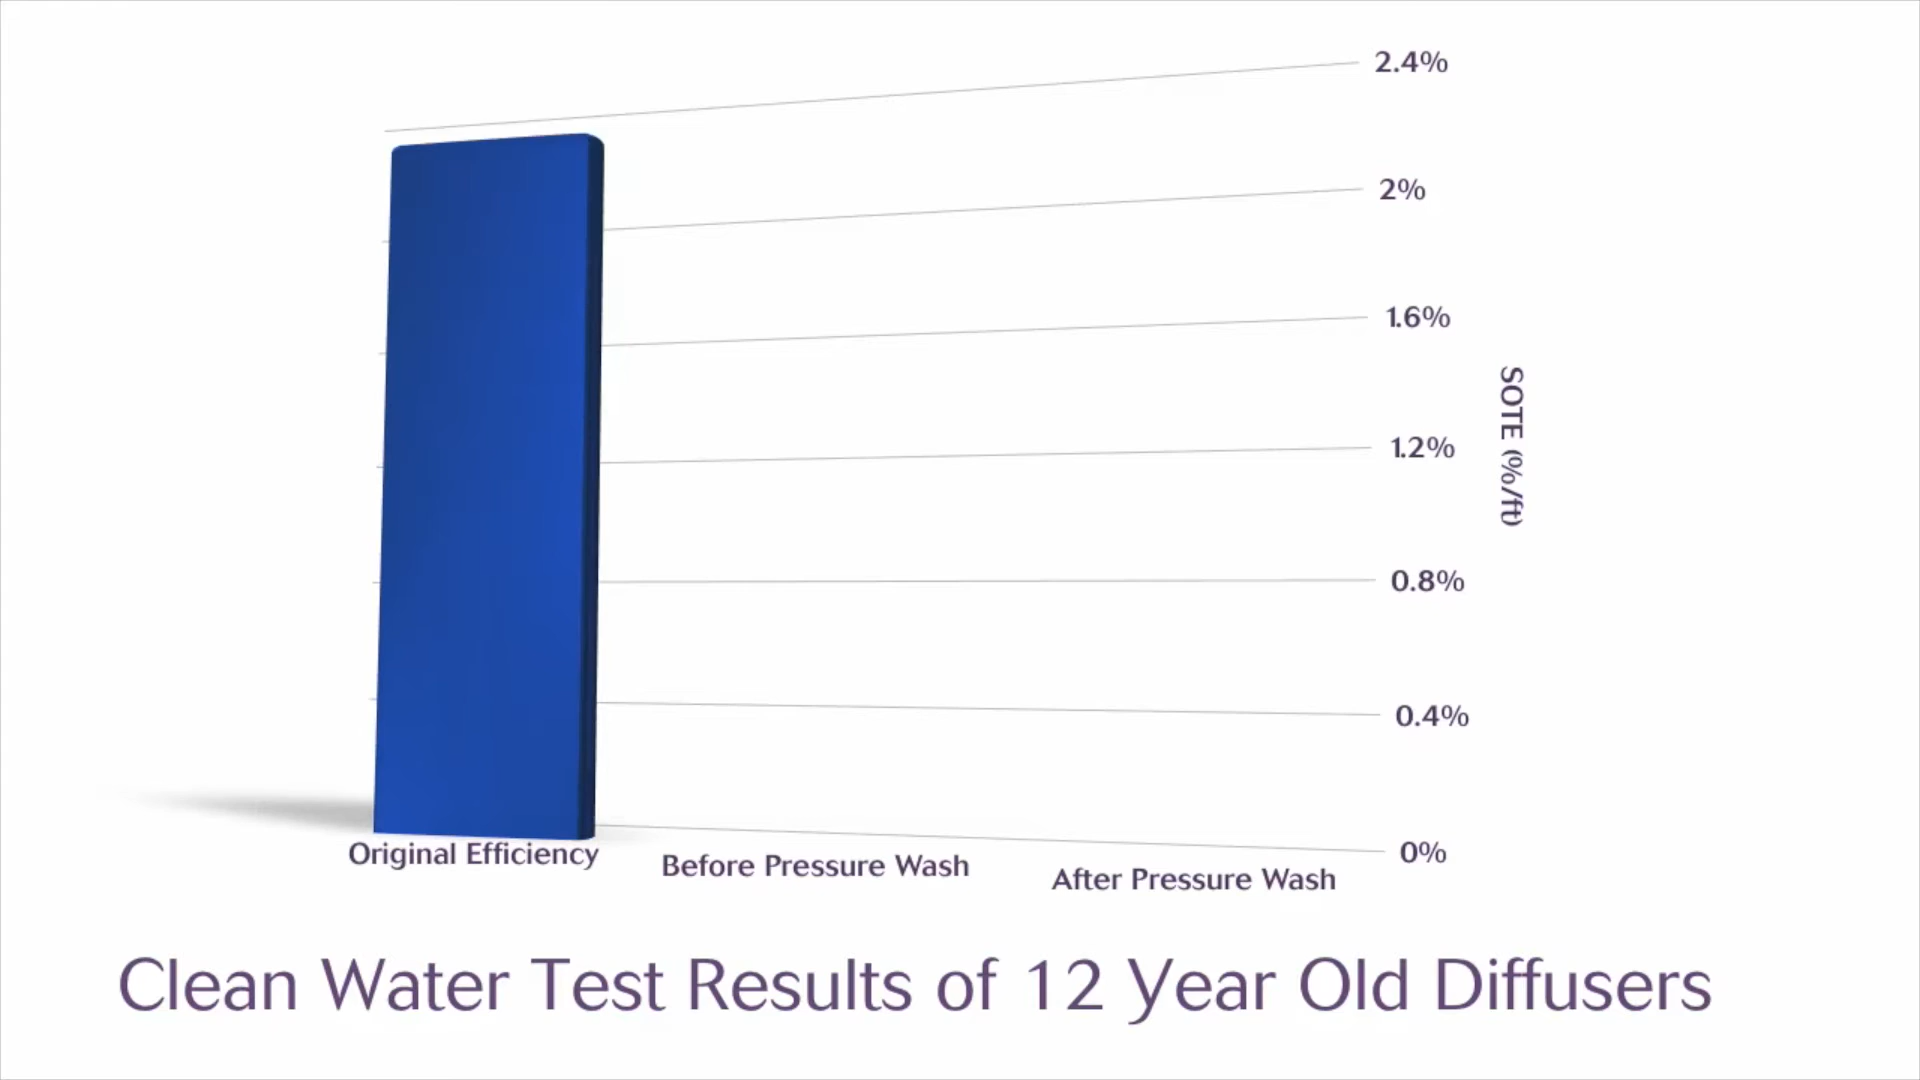 2.4%
2%
1.6%
1.2%
0.8%
0.4%
0%
SOTE (%/ft)
Original Efficiency
Before Pressure Wash
After Pressure Wash
Clean Water Test Results of 12 Year Old Diffusers